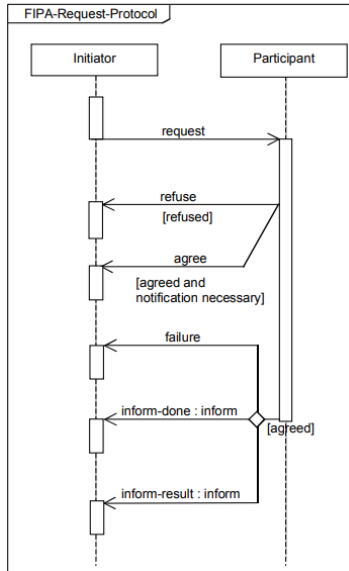 FIPA-Request-Protocol
Initiator
Participant
request
refuse
[refused]
agree
[agreed and
notification necessary]
failure
inform-done : inform
[agreed]
inform-result : inform